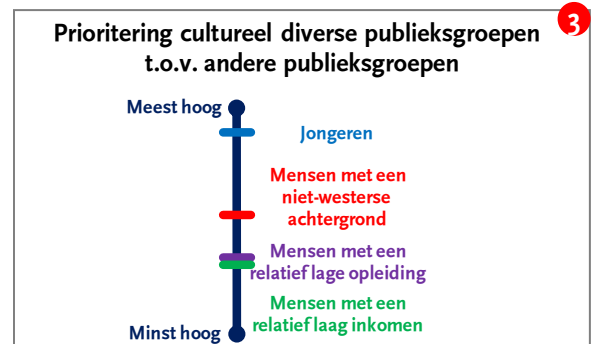 3
Prioritering cultureel diverse publieksgroepen
t.o.v. andere publieksgroepen
Meest hoog
Jongeren
Mensen met een
niet-westerse
achtergrond
Mensen met een
relatief lage opleiding
Mensen met een
relatief laag inkomen
Minst hoog